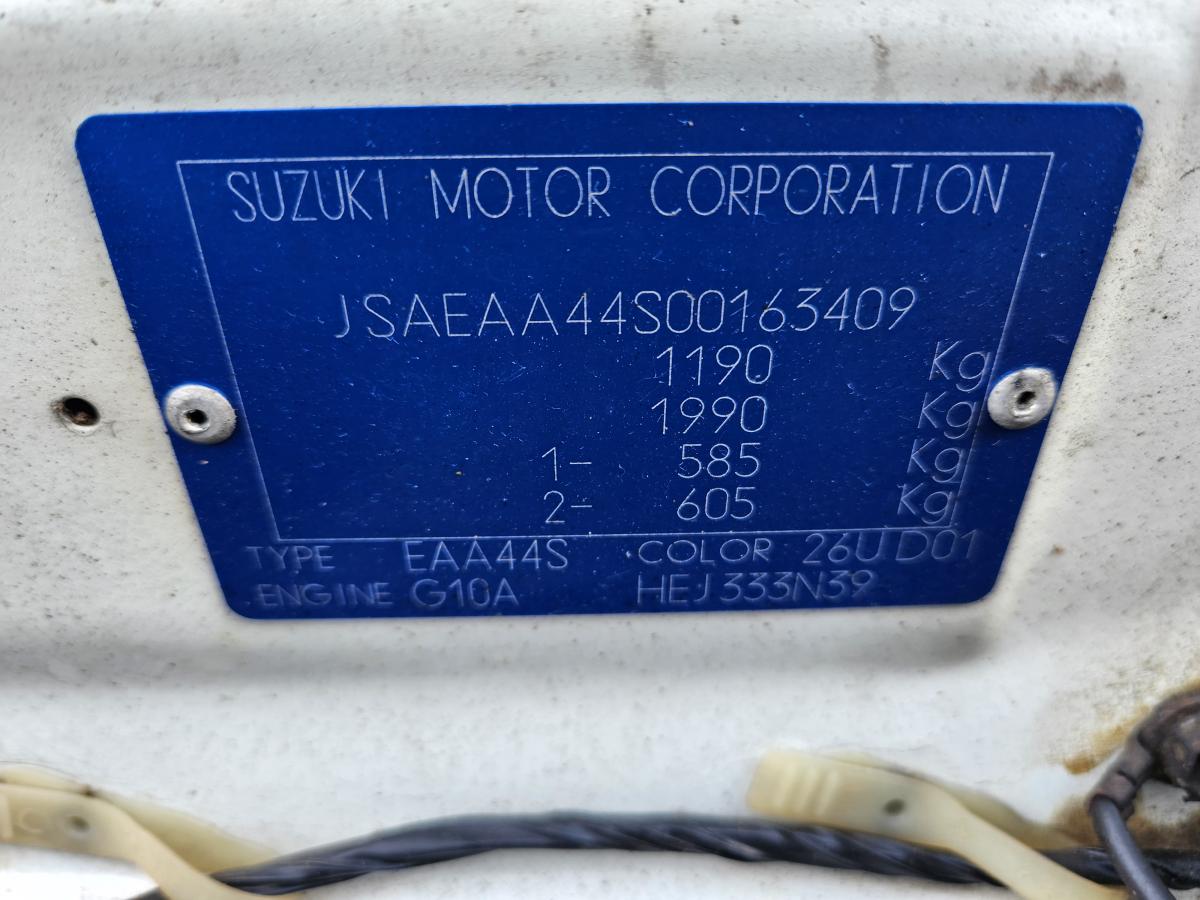 SUZUKI MOTOR CORPORATION
JSAEAA44S00163409
1190 Kg
1990 Kg
1- 585 Kg
2- 605 Kg
TYPE EAA44S COLOR 26U D01
ENGINE G10A HEJ333N39